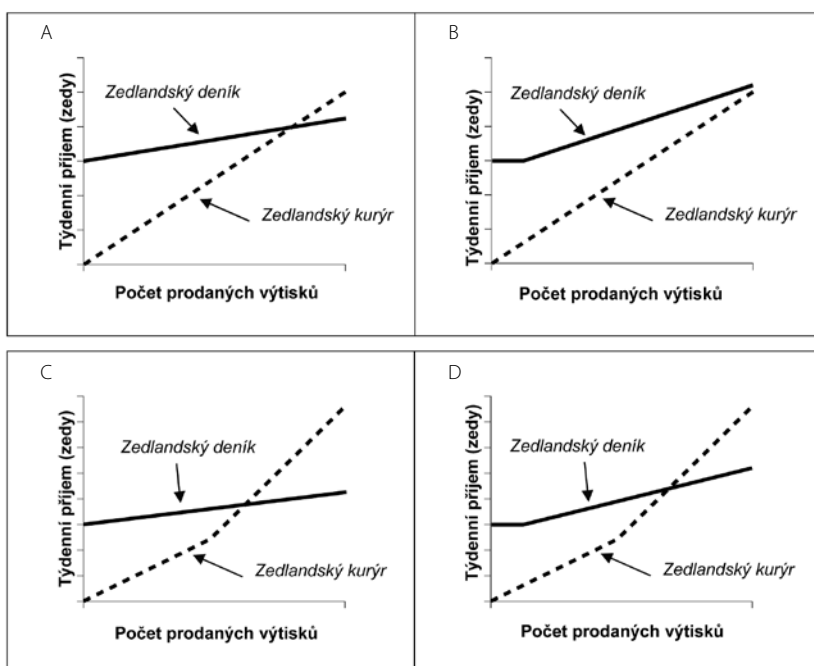 A
Týdenní příjem (zedy)
Zedlandský deník
Zedlandský kurýr
Počet prodaných výtisků
B
Týdenní příjem (zedy)
Zedlandský deník
Zedlandský kurýr
Počet prodaných výtisků
C
Týdenní příjem (zedy)
Zedlandský deník
Zedlandský kurýr
Počet prodaných výtisků
D
Týdenní příjem (zedy)
Zedlandský deník
Zedlandský kurýr
Počet prodaných výtisků